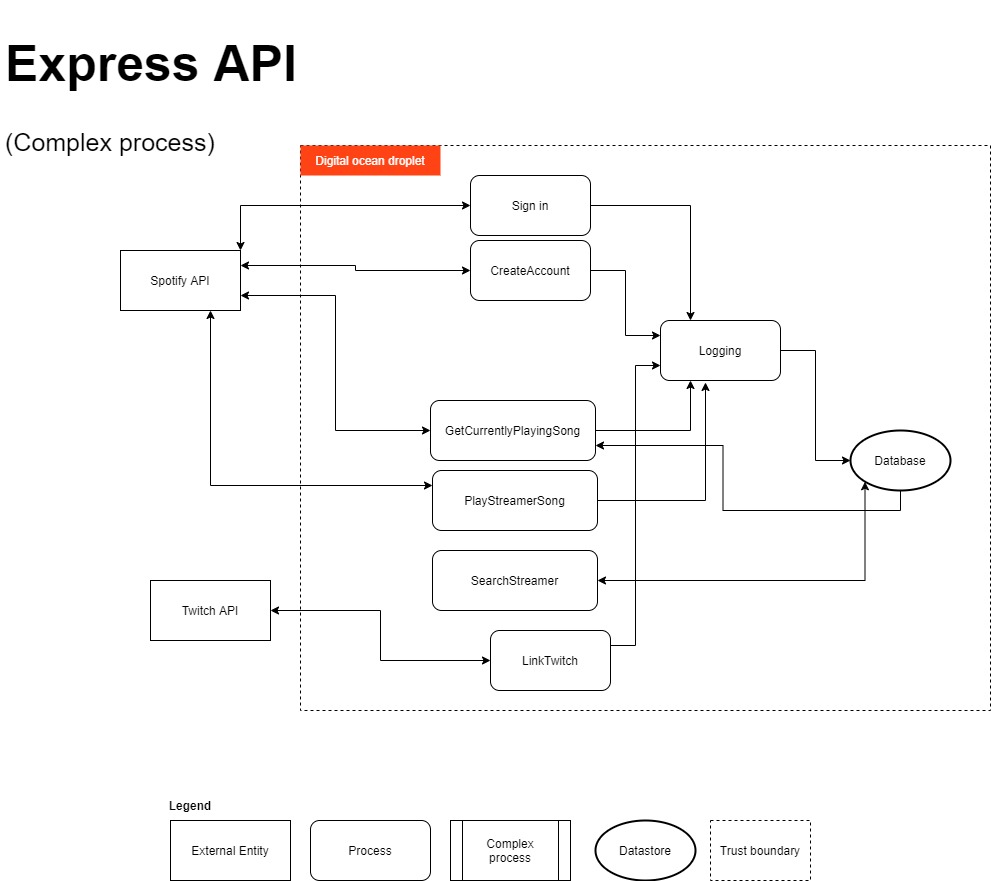 Express API
(Complex process)
Digital ocean droplet
Sign in
CreateAccount
Spotify API
Logging
GetCurrentlyPlayingSong
Database
PlayStreamerSong
SearchStreamer
Twitch API
LinkTwitch
Legend
External Entity
Process
Complex
process
Datastore
Trust boundary